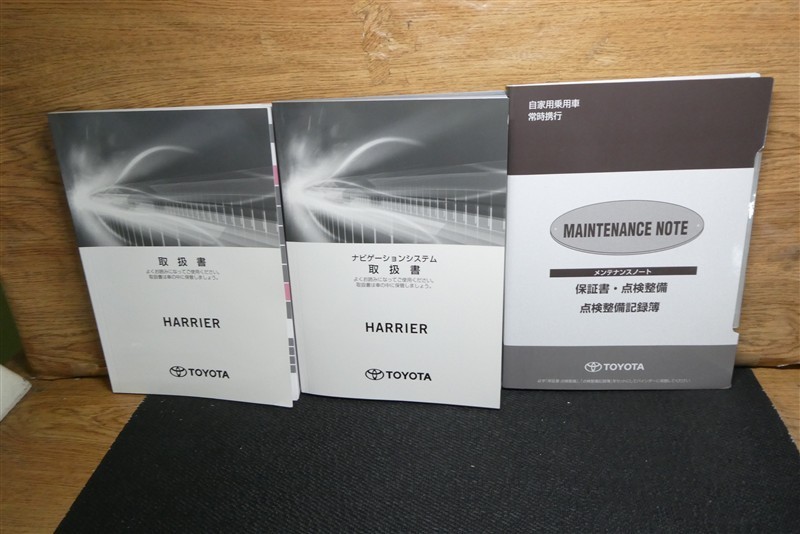 取扱書
よくお読みになってご使用ください。
取扱書は車の中に保管しましょう。
HARRIER
TOYOTA
ナビゲーションシステム
取扱書
よくお読みになってご使用ください。
取扱書は車の中に保管しましょう。
HARRIER
TOYOTA
自家用乗用車
常時携行
MAINTENANCE NOTE
メンテナンスノート
保証書・点検整備
点検整備記録簿
TOYOTA